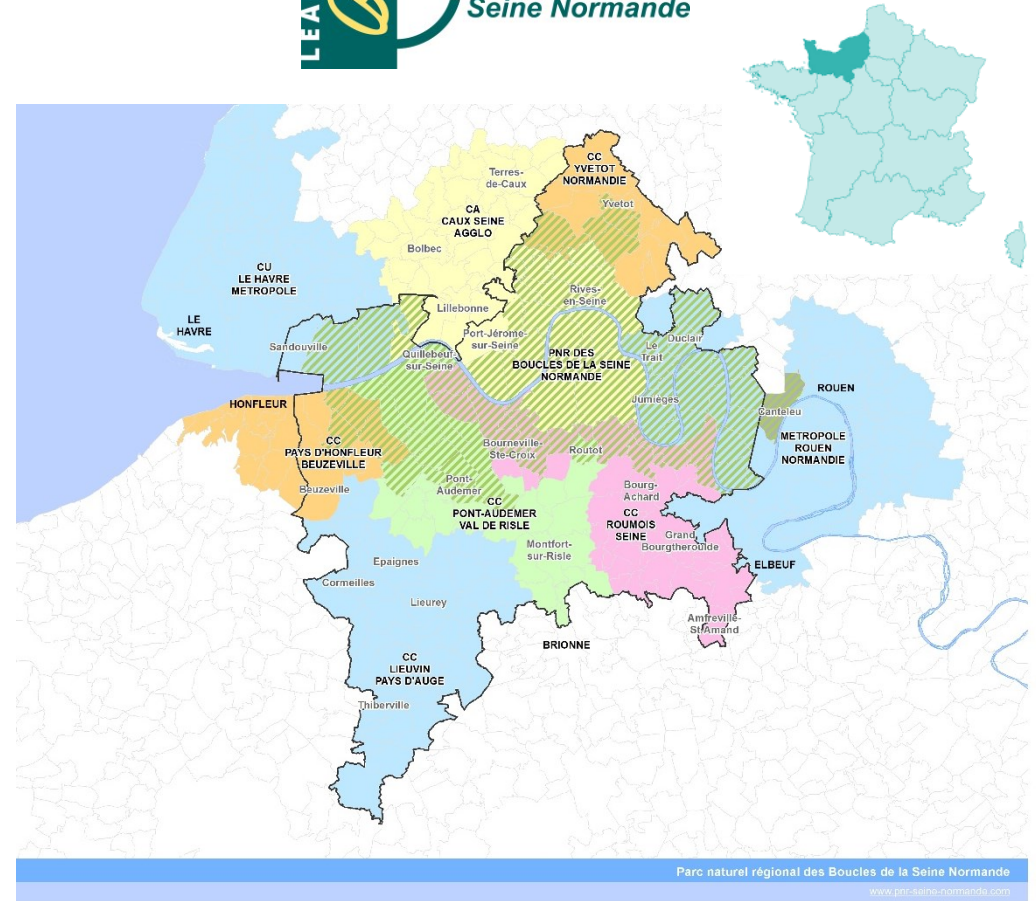 LEA
Seine Normande
CC
YVETOT
NORMANDIE
Terres-
de-Caux
Yvetot
CA
CAUX SEINE
AGGLO
Bolbec
CU
LE HAVRE
METROPOLE
Rives-
en-Seine
Lillebonne
LE
HAVRE
Port-Jérome-
sur-Seine
Duclair
Le
Trait
Sandouville
Quillebeuf-
sur-Seine
PNR DES
BOUCLES DE LA SEINE
NORMANDE
ROUEN
Jumièges
HONFLEUR
Canteleu
CC
PAYS D'HONFLEUR
BEUZEVILLE
METROPOLE
ROUEN
NORMANDIE
Bourneville-
Ste-Croix
Routot
Beuzeville
Pont-
Audemer
Bourg-
Achard
CC
PONT-AUDEMER
VAL DE RISLE
CC
ROUMOIS
SEINE
Grand
Bourgtheroulde
Montfort-
sur-Risle
Epaignes
ELBEUF
Cormeilles
Lieurey
Amfreville-
St-Amand
BRIONNE
CC
LIEUVIN
PAYS D'AUGE
Thiberville
Parc naturel régional des Boucles de la Seine Normande
www.pnr-seine-normande.com